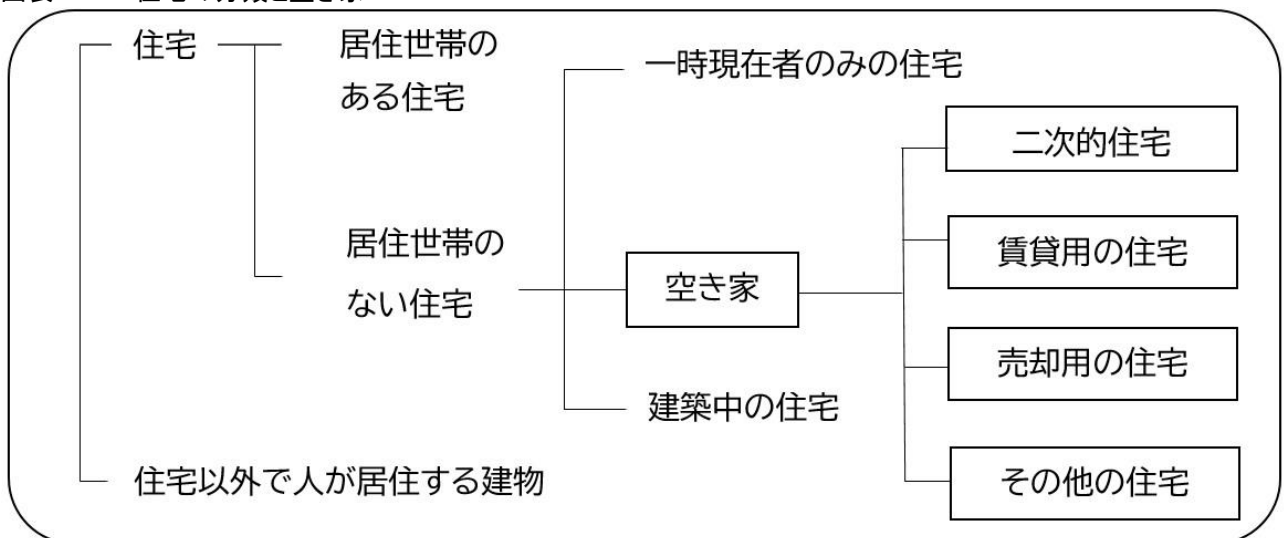 住宅
居住世帯の
ある住宅
一時現在者のみの住宅
二次的住宅
居住世帯の
ない住宅
空き家
賃貸用の住宅
売却用の住宅
建築中の住宅
その他の住宅
住宅以外で人が居住する建物